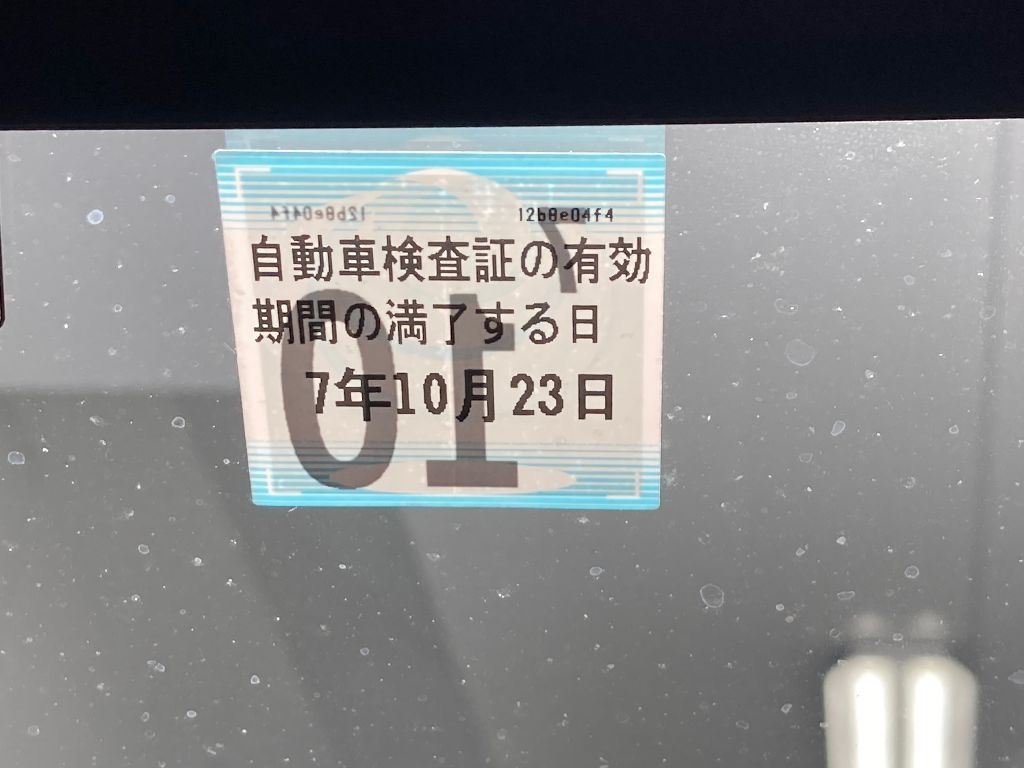 12b8e04f4
自動車検査証の有効
期間の満了する日
7年10月23日
10